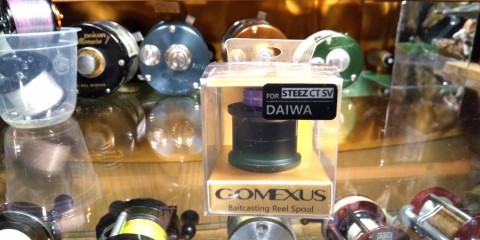 FOR STEEZ CT SV
DAIWA
GOMEXUS
Baitcasting Reel Spool